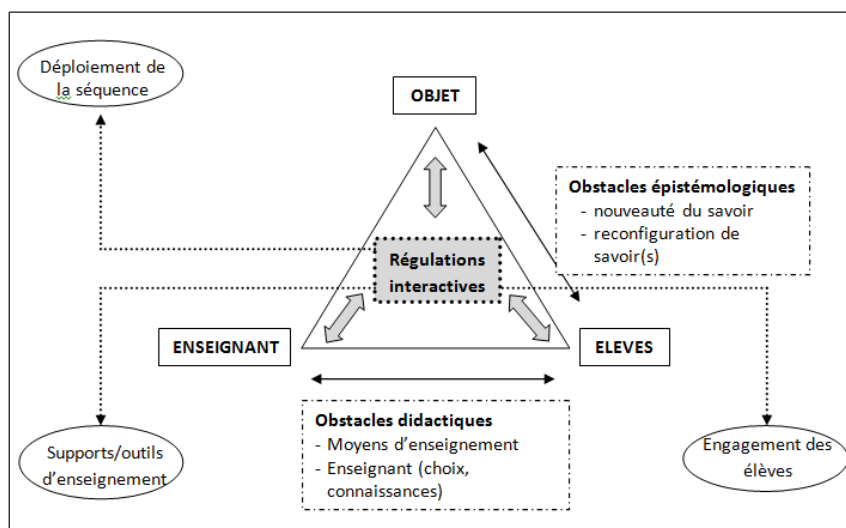 Déploiement de
la séquence
OBJET
Obstacles épistémologiques
- nouveauté du savoir
- reconfiguration de
savoir(s)
Régulations
interactives
ENSEIGNANT
ELEVES
Obstacles didactiques
- Moyens d'enseignement
- Enseignant (choix,
connaissances)
Supports/outils
d'enseignement
Engagement des
élèves